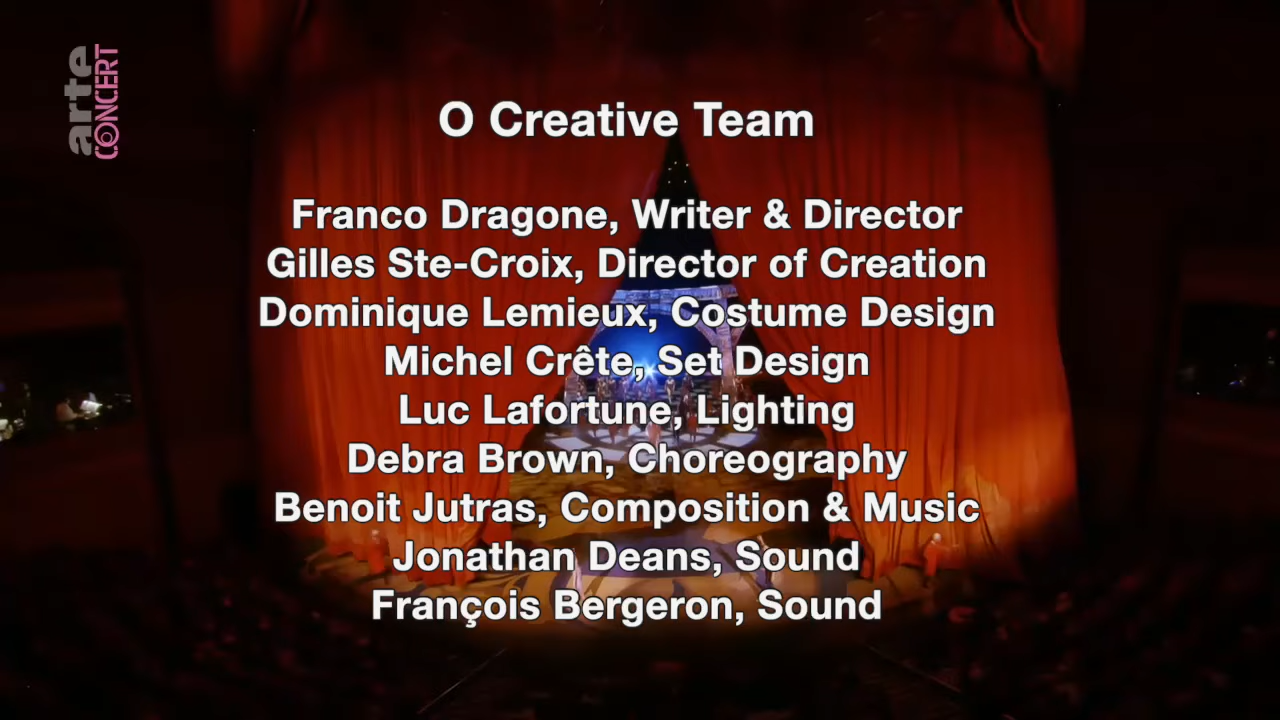 arte
CONCERT
O Creative Team
Franco Dragone, Writer & Director
Gilles Ste-Croix, Director of Creation
Dominique Lemieux, Costume Design
Michel Crête, Set Design
Luc Lafortune, Lighting
Debra Brown, Choreography
Benoit Jutras, Composition & Music
Jonathan Deans, Sound
François Bergeron, Sound